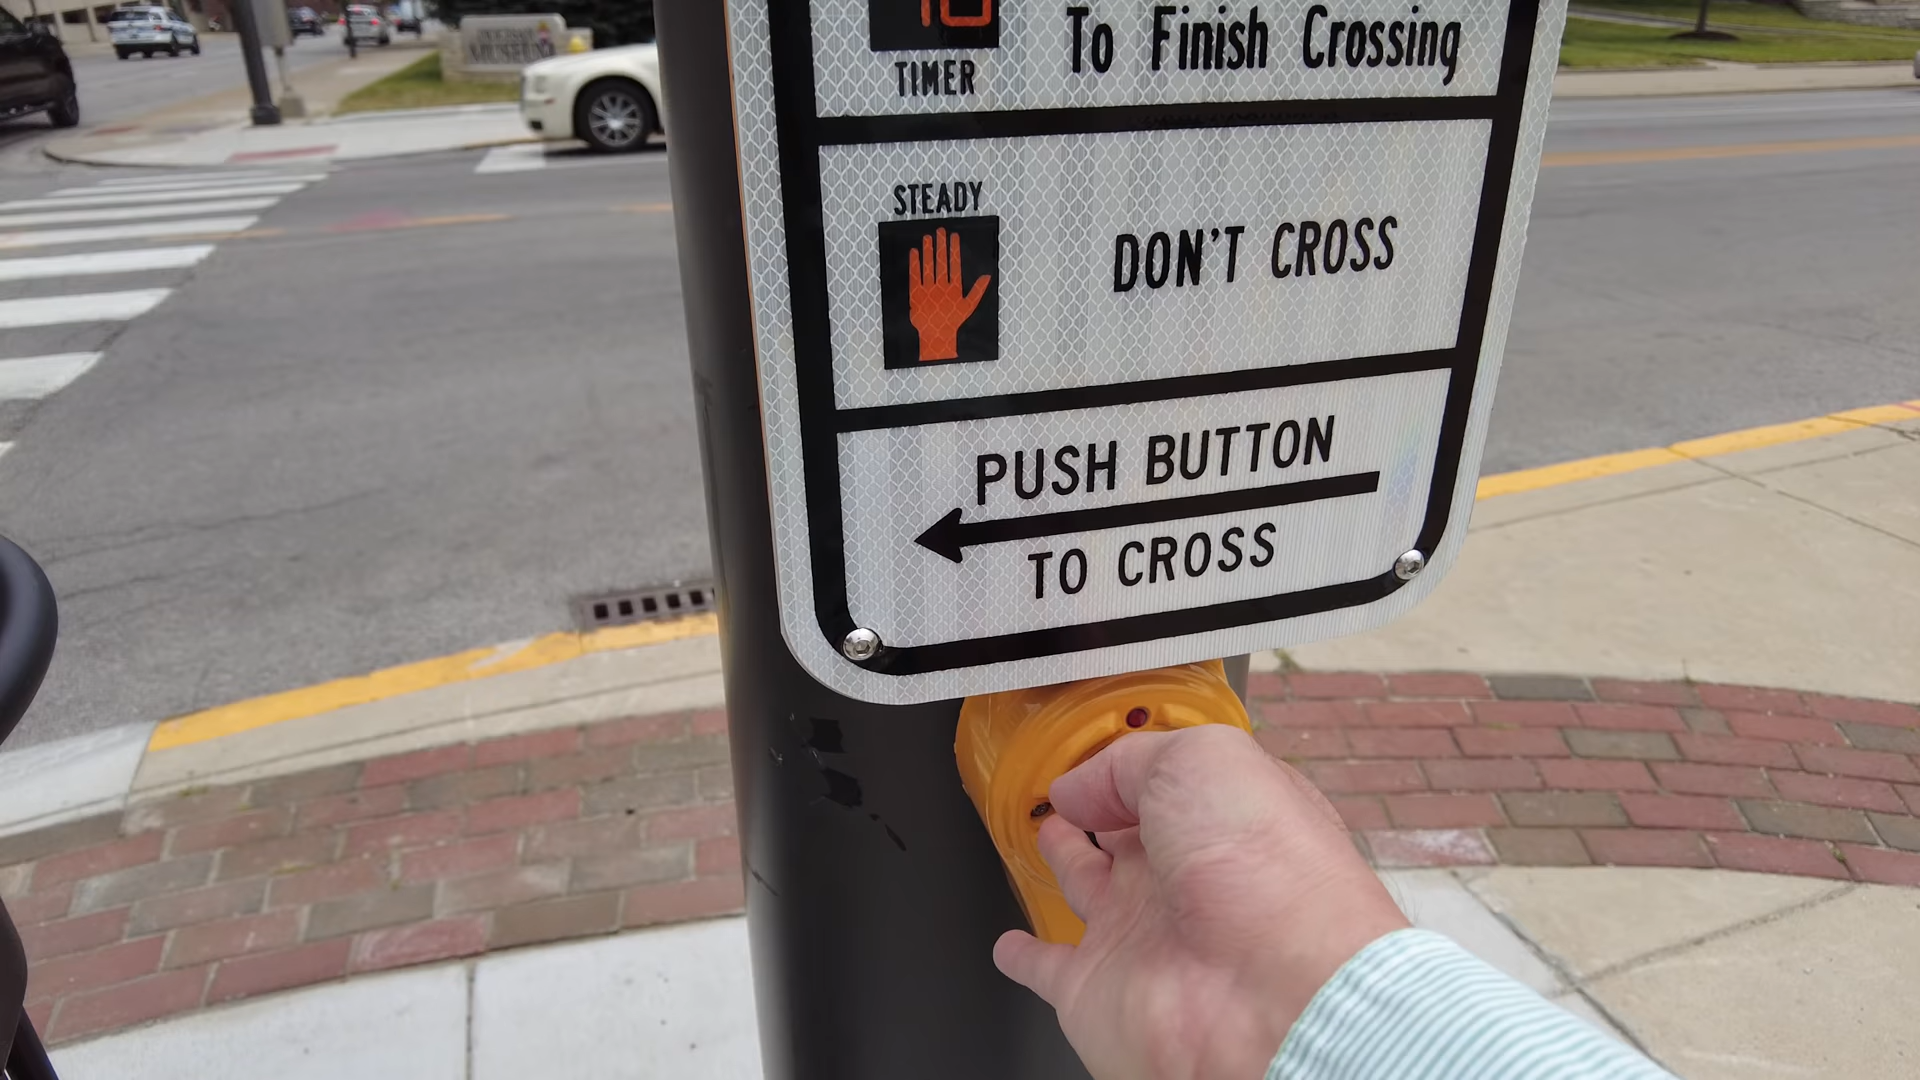 To Finish Crossing
TIMER
STEADY
DON'T CROSS
PUSH BUTTON
TO CROSS